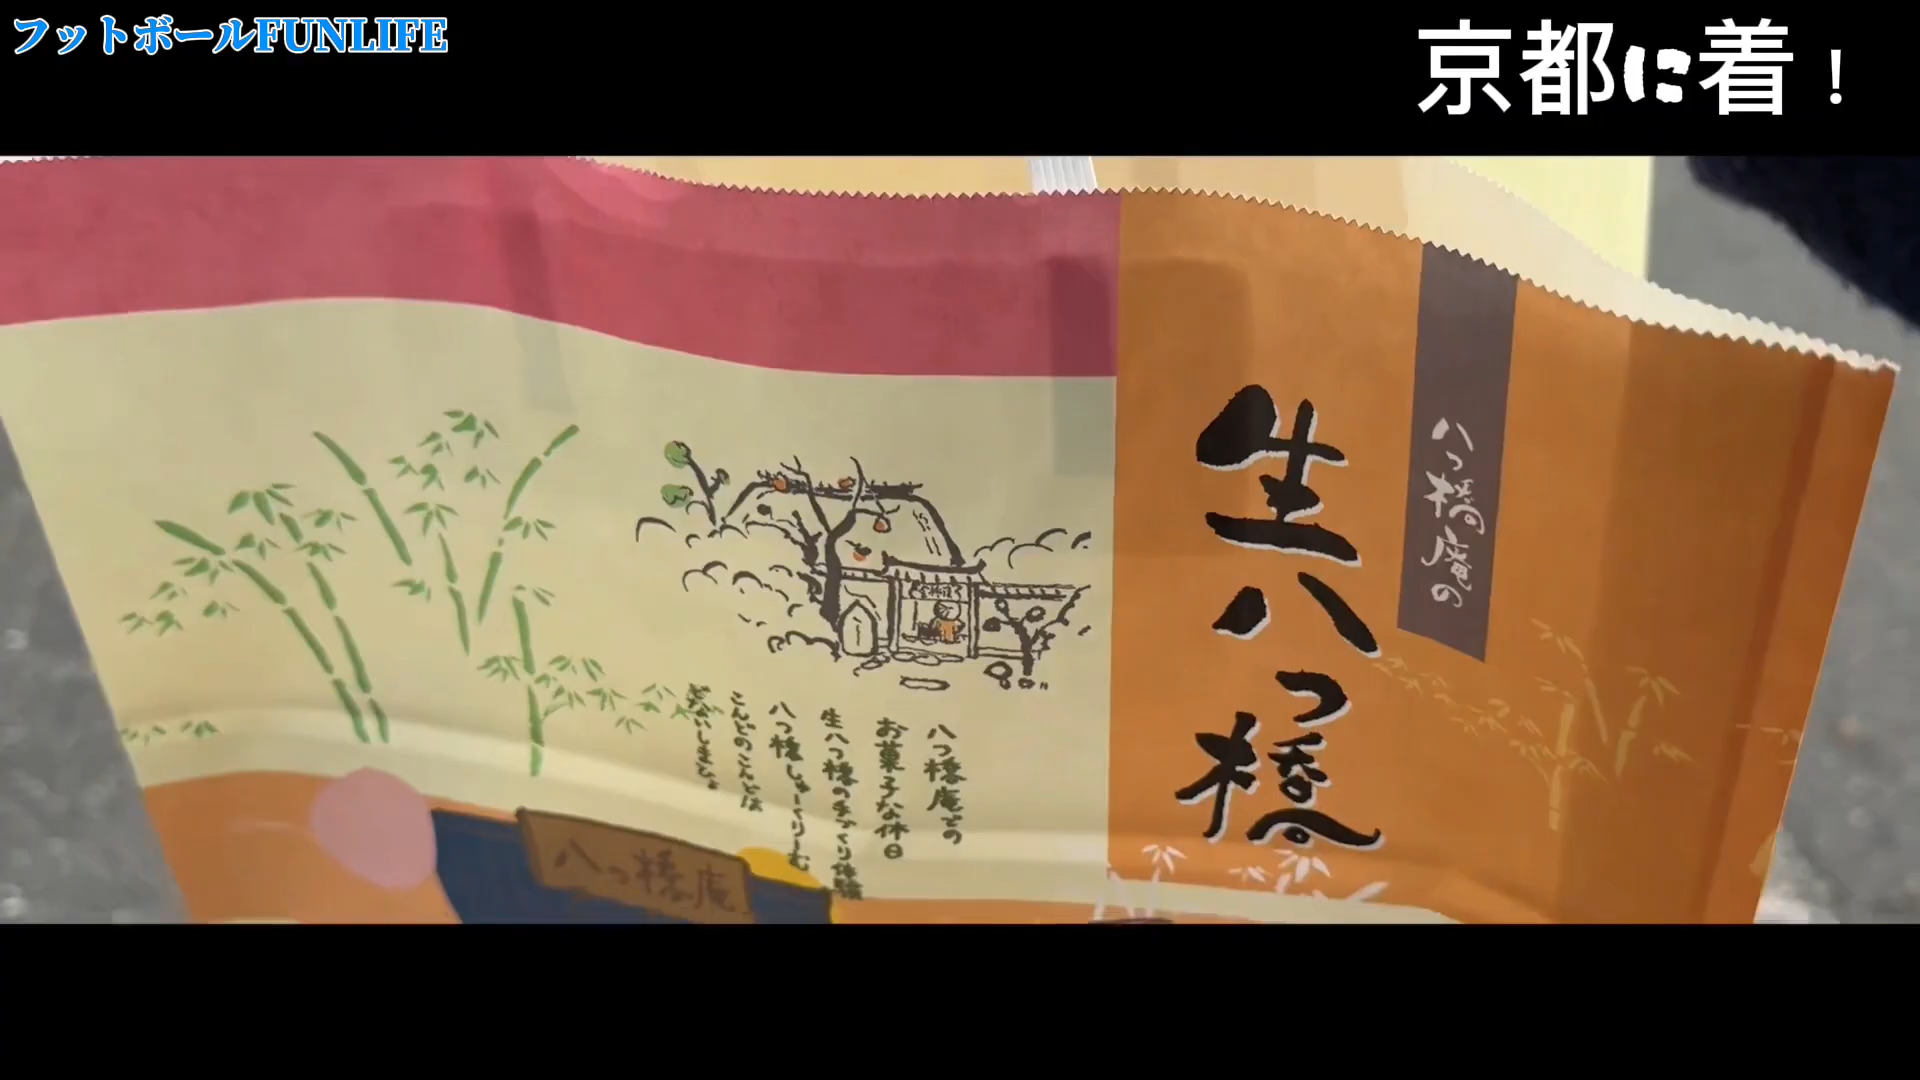 フットボールFUNLIFE
京都に着！
八つ橋庵の
生八つ橋
八つ橋庵との
お菓子な休日
生八つ橋の手づくり体験
八つ橋しゅーくりーむ
こんどのこんどは
どないしまひょ
八つ橋庵